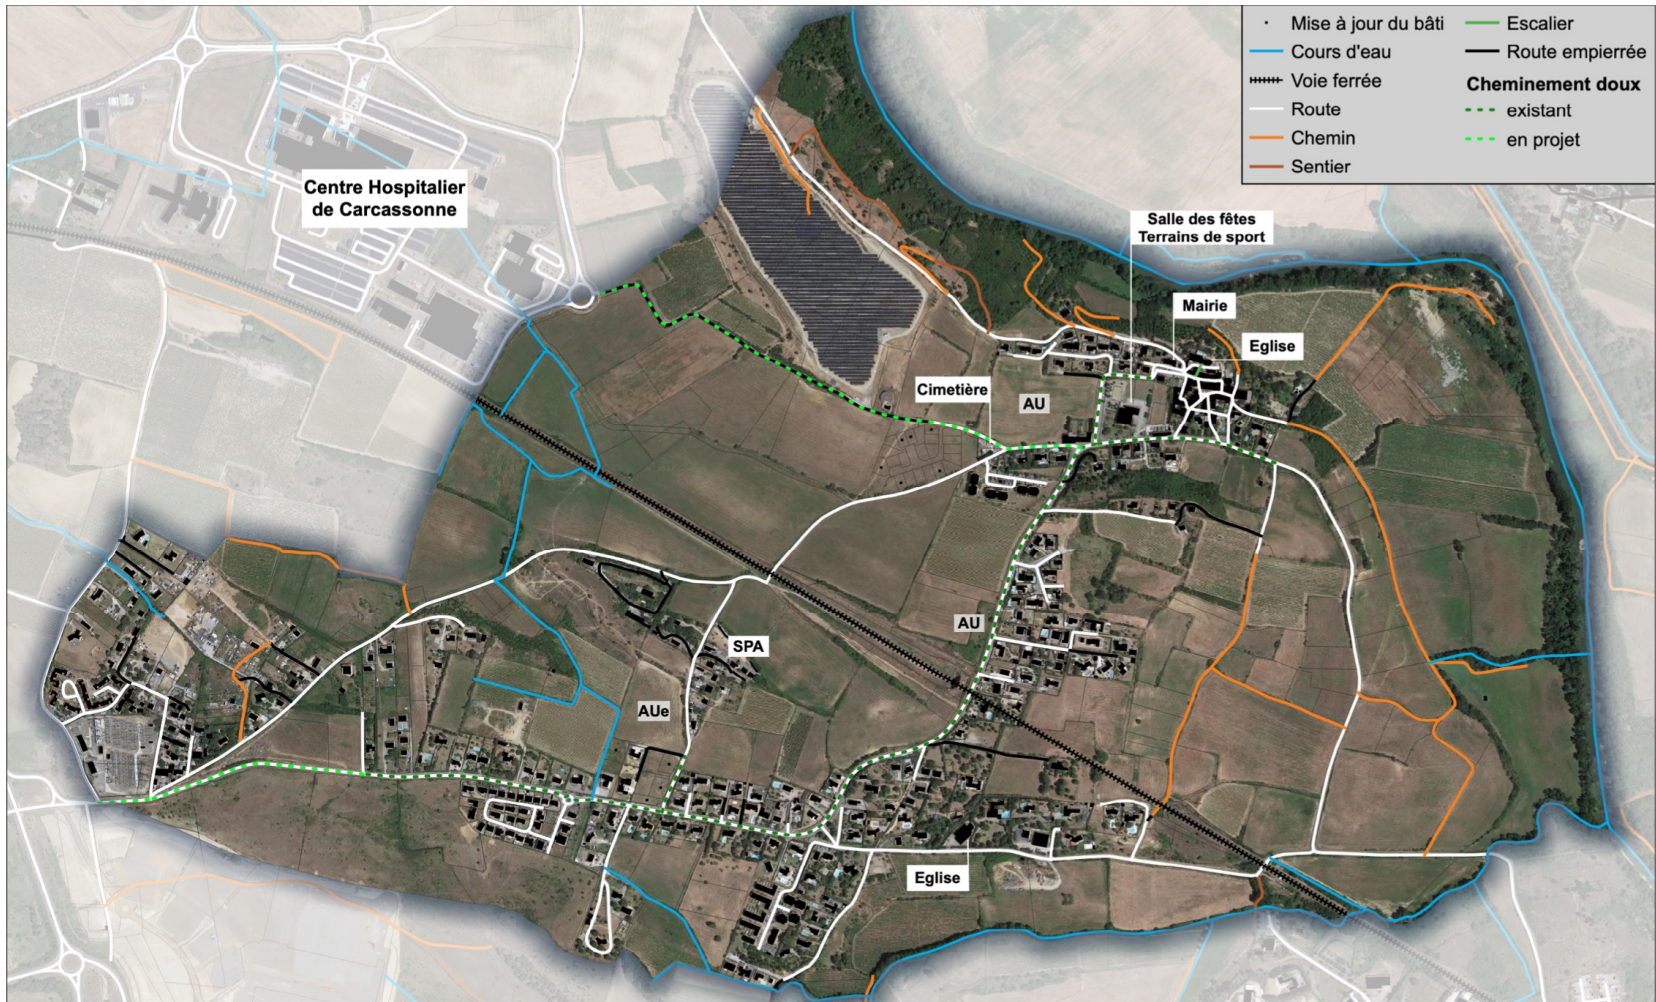 Mise à jour du bâti
Cours d'eau
Voie ferrée
Route
Chemin
Sentier
Escalier
Route empierrée
Cheminement doux
existant
en projet
Centre Hospitalier
de Carcassonne
Salle des fêtes
Terrains de sport
Mairie
Eglise
Cimetière
AU
AU
SPA
AUe
Eglise